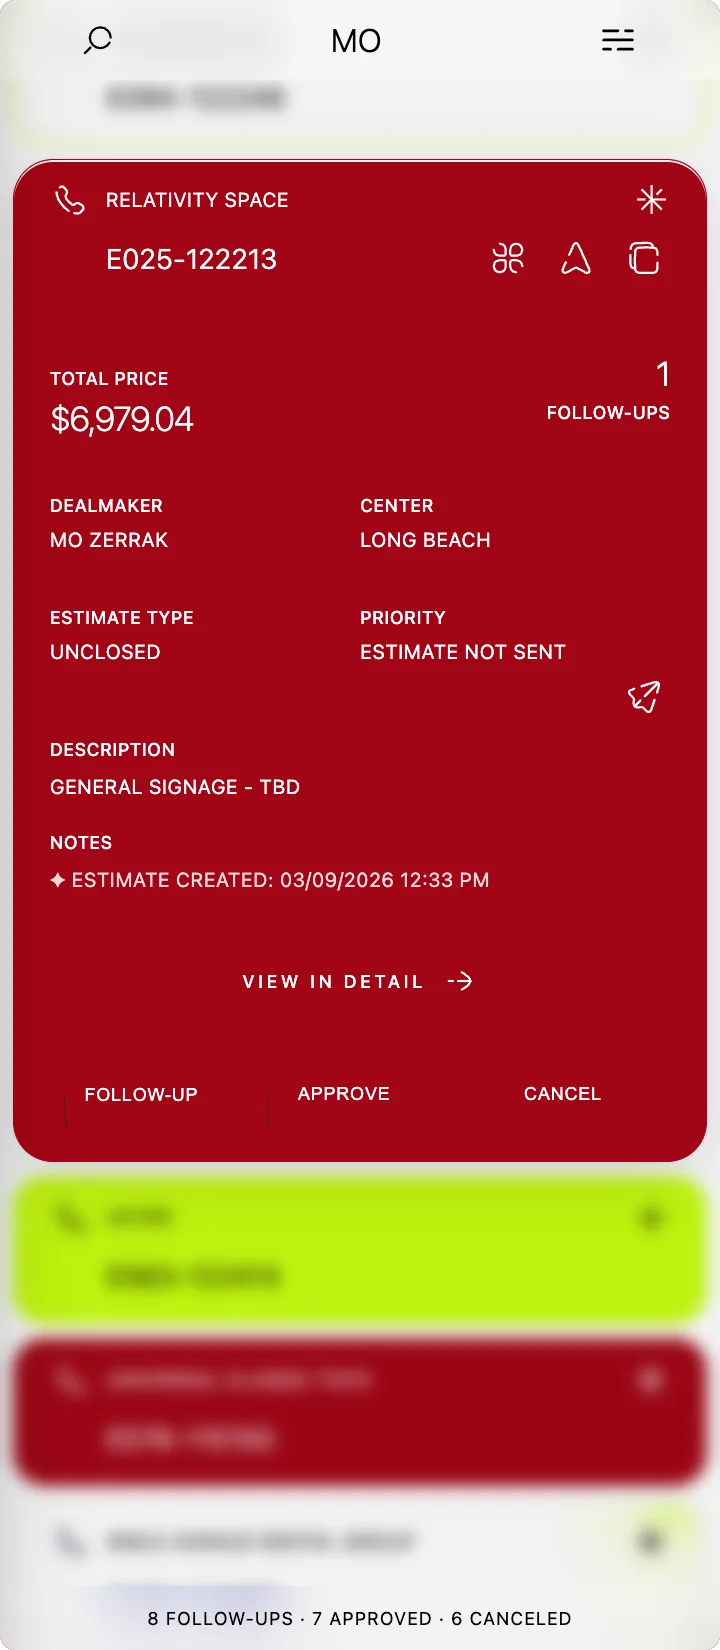 MO
RELATIVITY SPACE
E025-122213
TOTAL PRICE
$6,979.04
1
FOLLOW-UPS
DEALMAKER
MO ZERRAK
CENTER
LONG BEACH
ESTIMATE TYPE
UNCLOSED
PRIORITY
ESTIMATE NOT SENT
DESCRIPTION
GENERAL SIGNAGE - TBD
NOTES
✦ ESTIMATE CREATED: 03/09/2026 12:33 PM
VIEW IN DETAIL
FOLLOW-UP
APPROVE
CANCEL
8 FOLLOW-UPS · 7 APPROVED · 6 CANCELED